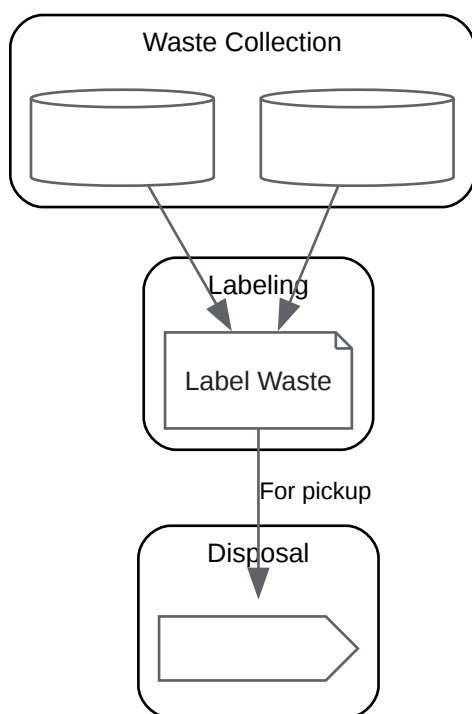 Waste Collection
Labeling
Label Waste
For pickup
Disposal